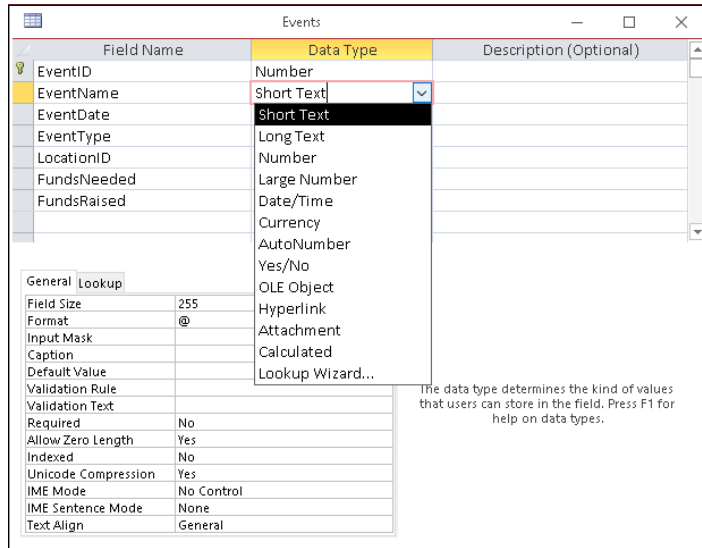 Events
Field Name Data Type Description (Optional)
EventID Number
EventName Short Text
EventDate Short Text
EventType Long Text
LocationID Number
FundsNeeded Large Number
FundsRaised Date/Time
Currency
AutoNumber
Yes/No
OLE Object
Hyperlink
Attachment
Calculated
Lookup Wizard...
General Lookup
Field Size 255
Format @
Input Mask
Caption
Default Value
Validation Rule
Validation Text
Required No
Allow Zero Length Yes
Indexed No
Unicode Compression Yes
IME Mode No Control
IME Sentence Mode None
Text Align General
The data type determines the kind of values
that users can store in the field. Press F1 for
help on data types.